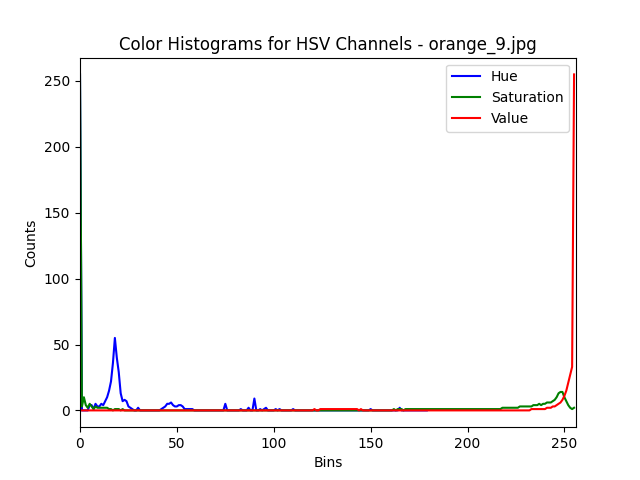 Color Histograms for HSV Channels - orange_9.jpg
Hue
Saturation
Value
250
200
150
100
50
0
Counts
0 50 100 150 200 250
Bins